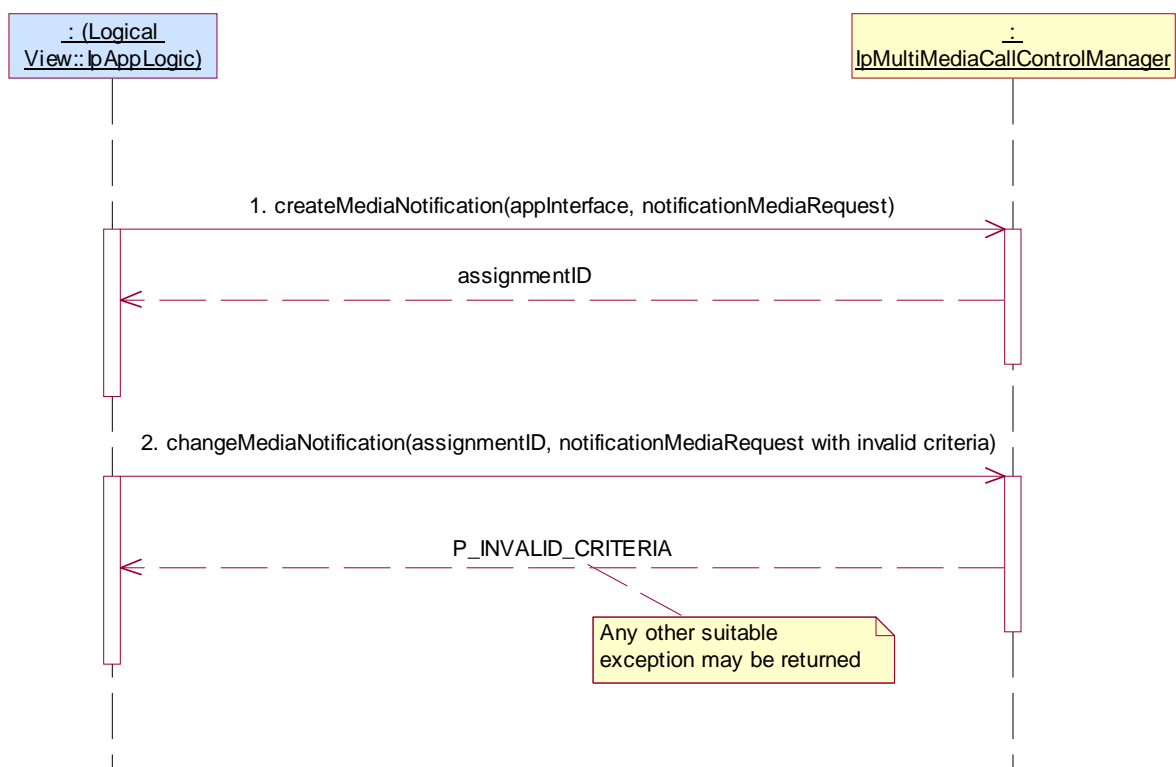 : (Logical
View::IpAppLogic)
:
IpMultiMediaCallControlManager
1. createMediaNotification(appInterface, notificationMediaRequest)
assignmentID
2. changeMediaNotification(assignmentID, notificationMediaRequest with invalid criteria)
P_INVALID_CRITERIA
Any other suitable
exception may be returned